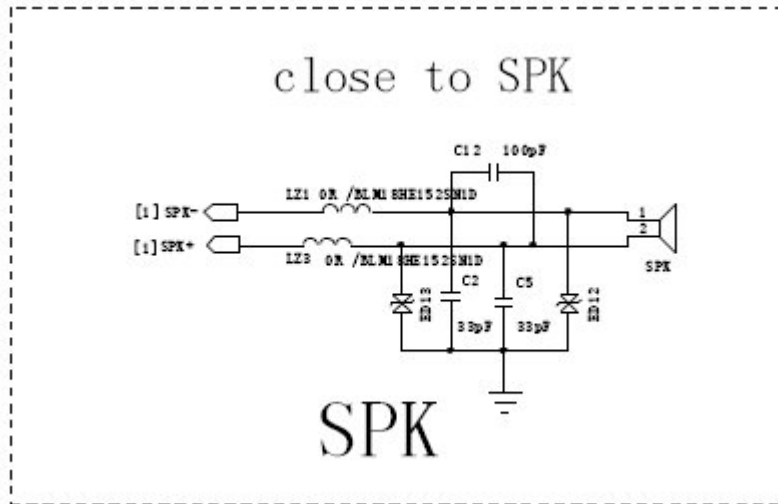 close to SPK
C12 100pF
LZ1 0R /BLM18HE152SN1D
[1] SPK-
1
[1] SPK+
2
LZ3 0R /BLM18HE152SN1D
SPK
ED13
C2
C5
ED12
33pF
33pF
SPK